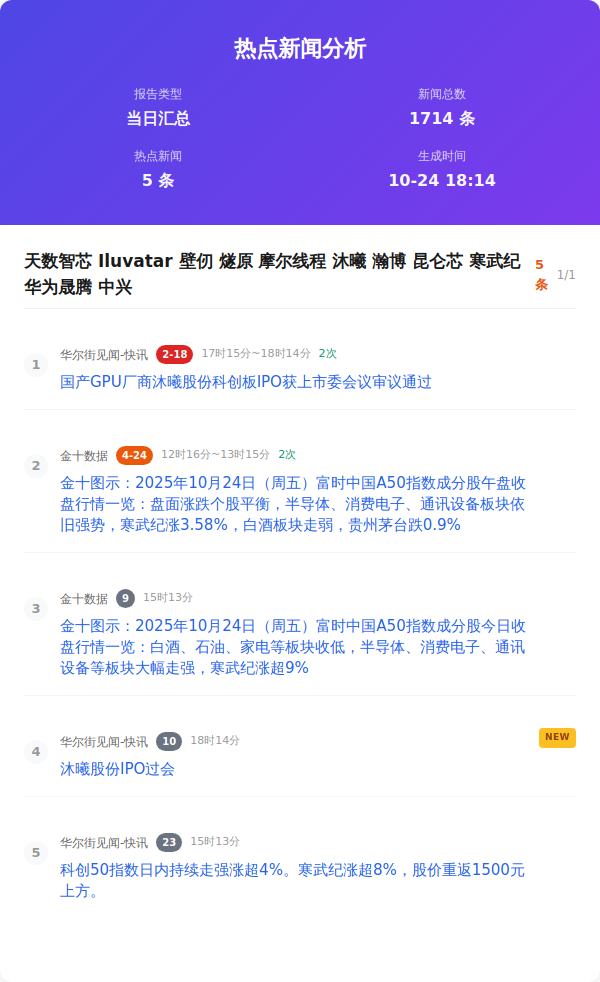 热点新闻分析
报告类型
新闻总数
当日汇总
1714 条
热点新闻
生成时间
5 条
10-24 18:14
天数智芯 Iluvatar 壁仞 燧原 摩尔线程 沐曦 瀚博 昆仑芯 寒武纪
华为晟腾 中兴
5
条
1/1
1
华尔街见闻-快讯 2-18 17时15分~18时14分 2次
国产GPU厂商沐曦股份科创板IPO获上市委会议审议通过
2
金十数据 4-24 12时16分~13时15分 2次
金十图示：2025年10月24日（周五）富时中国A50指数成分股午盘收
盘行情一览：盘面涨跌个股平衡，半导体、消费电子、通讯设备板块依
旧强势，寒武纪涨3.58%，白酒板块走弱，贵州茅台跌0.9%
3
金十数据 9 15时13分
金十图示：2025年10月24日（周五）富时中国A50指数成分股今日收
盘行情一览：白酒、石油、家电等板块收低，半导体、消费电子、通讯
设备等板块大幅走强，寒武纪涨超9%
4
华尔街见闻-快讯 10 18时14分
NEW
沐曦股份IPO过会
5
华尔街见闻-快讯 23 15时13分
科创50指数日内持续走强涨超4%。寒武纪涨超8%，股价重返1500元
上方。